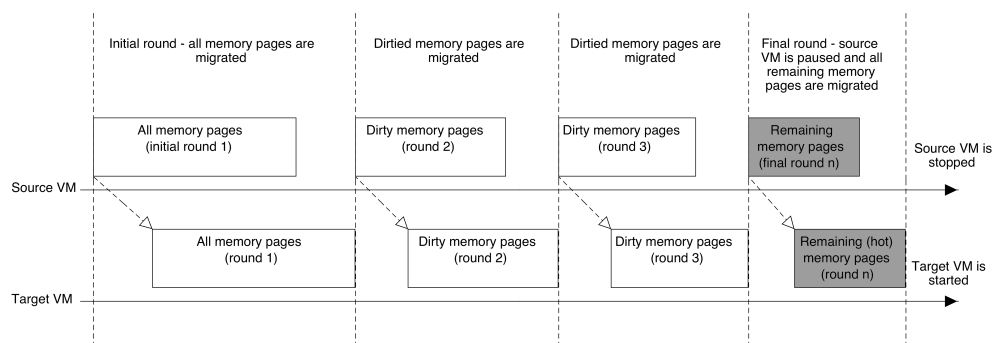 Initial round - all memory pages are
migrated
Dirtied memory pages are
migrated
Dirtied memory pages are
migrated
Final round - source
VM is paused and all
remaining memory
pages are migrated
All memory pages
(initial round 1)
Dirty memory pages
(round 2)
Dirty memory pages
(round 3)
Remaining
memory pages
(final round n)
Source VM is
stopped
Source VM
All memory pages
(round 1)
Dirty memory pages
(round 2)
Dirty memory pages
(round 3)
Remaining (hot)
memory pages
(round n)
Target VM is
started
Target VM